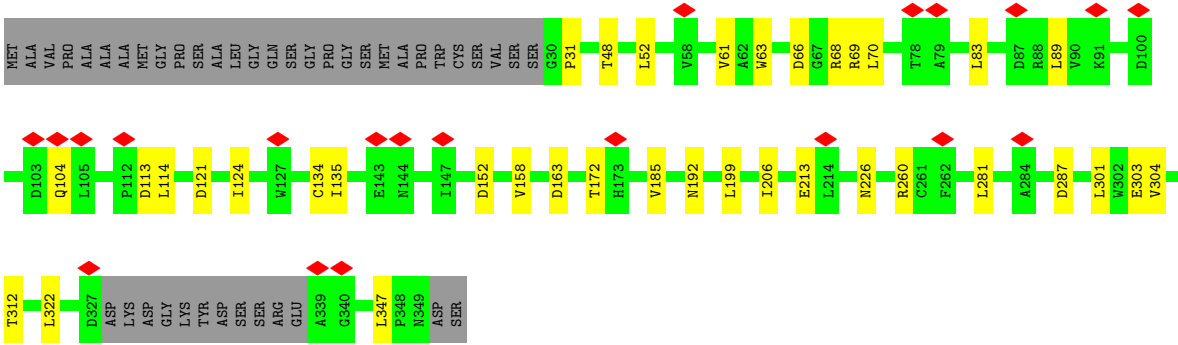 MET ALA VAL PRO ALA ALA ALA MET GLY PRO SER ALA LEU GLY GLN SER GLY PRO GLY SER MET ALA PRO TRP CYS SER VAL SER SER G30 P31 T48 L52 V58 V61 A62 W63 D66 G67 R68 R69 L70 T78 A79 L83 D87 R88 L89 V90 K91 D100
D103 Q104 L105 P112 D113 L114 D121 I124 W127 C134 I135 E143 N144 I147 D152 V158 D163 T172 H173 V185 N192 L199 I206 E213 L214 N226 R260 C261 F262 L281 A284 D287 L301 W302 E303 V304
T312 L322 D327 ASP LYS ASP GLY LYS TYR ASP SER SER ARG GLU A339 G340 L347 P348 N349 ASP SER